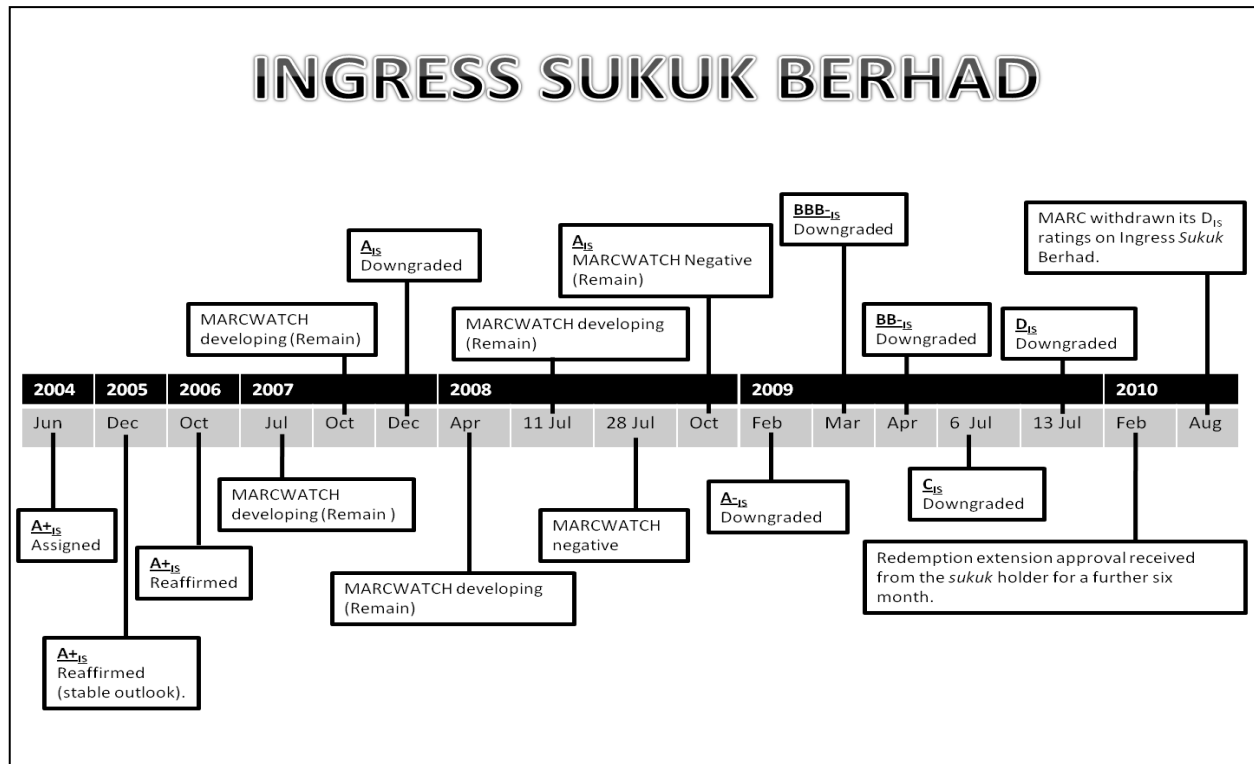 INGRESS SUKUK BERHAD
BBB-IS
Downgraded
MARC withdrawn its DIS
ratings on Ingress Sukuk
Berhad.
AIS
Downgraded
AIS
MARCWATCH Negative
(Remain)
MARCWATCH
developing (Remain)
MARCWATCH developing
(Remain)
BB-IS
Downgraded
DIS
Downgraded
2004 2005 2006 2007 2008 2009 2010
Jun Dec Oct Jul Oct Dec Apr 11 Jul 28 Jul Oct Feb Mar Apr 6 Jul 13 Jul Feb Aug
A+IS
Assigned
A+IS
Reaffirmed
MARCWATCH
developing (Remain )
MARCWATCH
negative
A-IS
Downgraded
CIS
Downgraded
MARCWATCH developing
(Remain)
Redemption extension approval received
from the sukuk holder for a further six
month.
A+IS
Reaffirmed
(stable outlook).